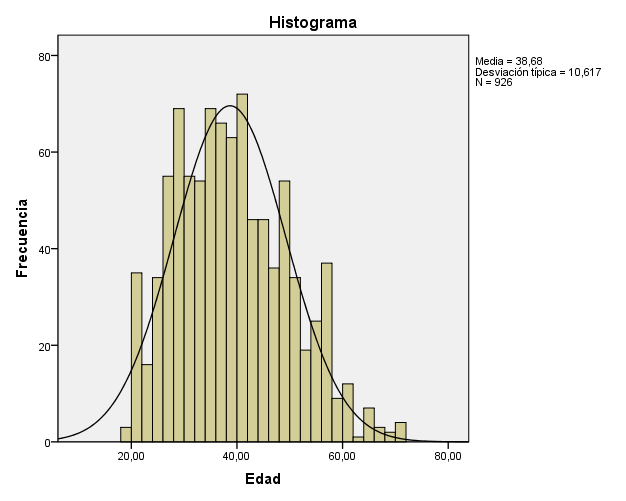 Histograma
Media = 38,68
Desviación típica = 10,617
N = 926
80
60
40
20
0
Frecuencia
20,00 40,00 60,00 80,00
Edad